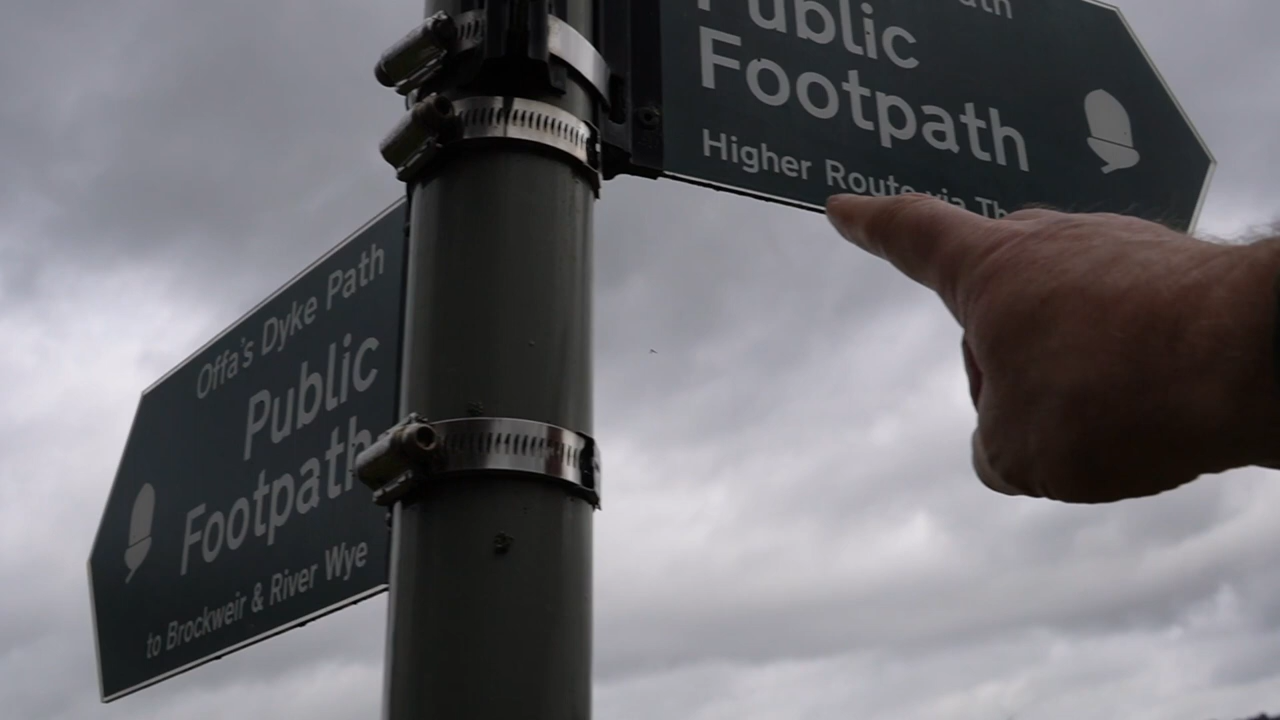 Offa's Dyke Path
Public
Footpath
to Brockweir & River Wye
Public
Footpath
Higher Route via